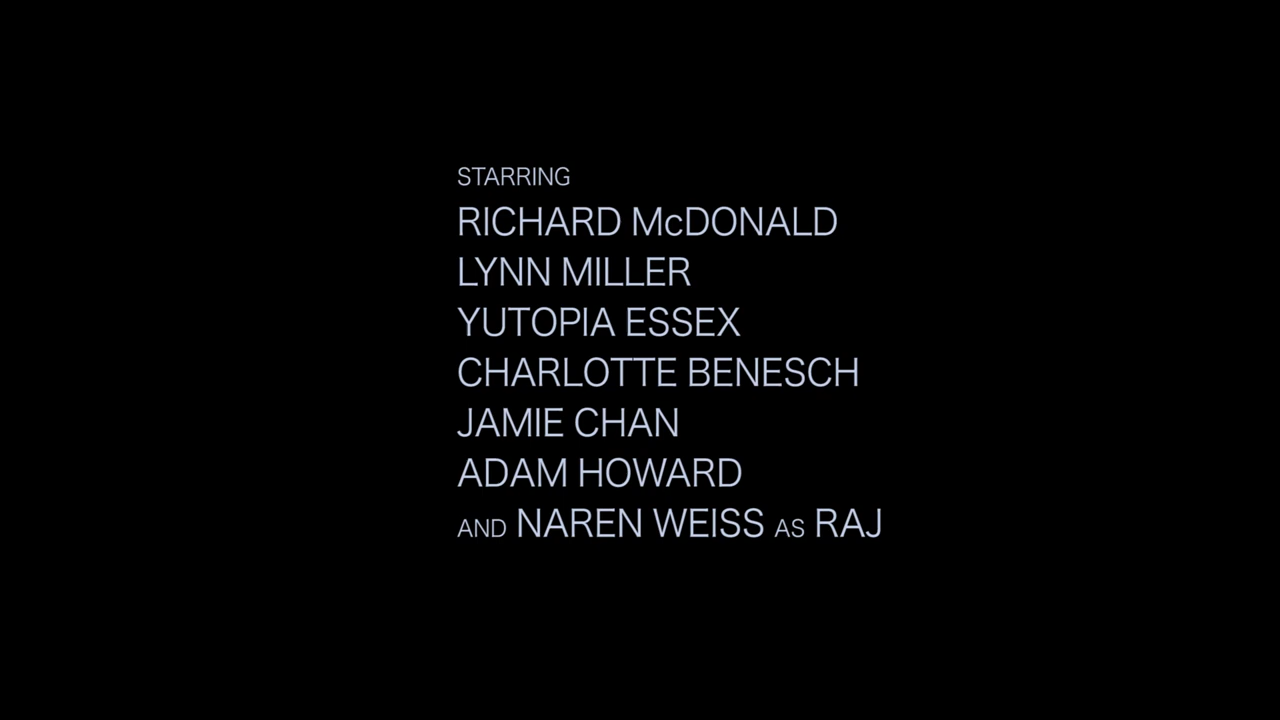 STARRING
RICHARD McDONALD
LYNN MILLER
YUTOPIA ESSEX
CHARLOTTE BENESCH
JAMIE CHAN
ADAM HOWARD
AND NAREN WEISS AS RAJ